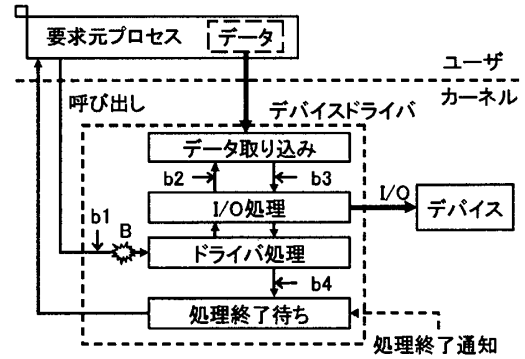 要求元プロセス
データ
ユーザ
カーネル
呼び出し
デバイスドライバ
データ取り込み
b2
b3
I/O
b1
B
I/O処理
デバイス
ドライバ処理
b4
処理終了待ち
処理終了通知